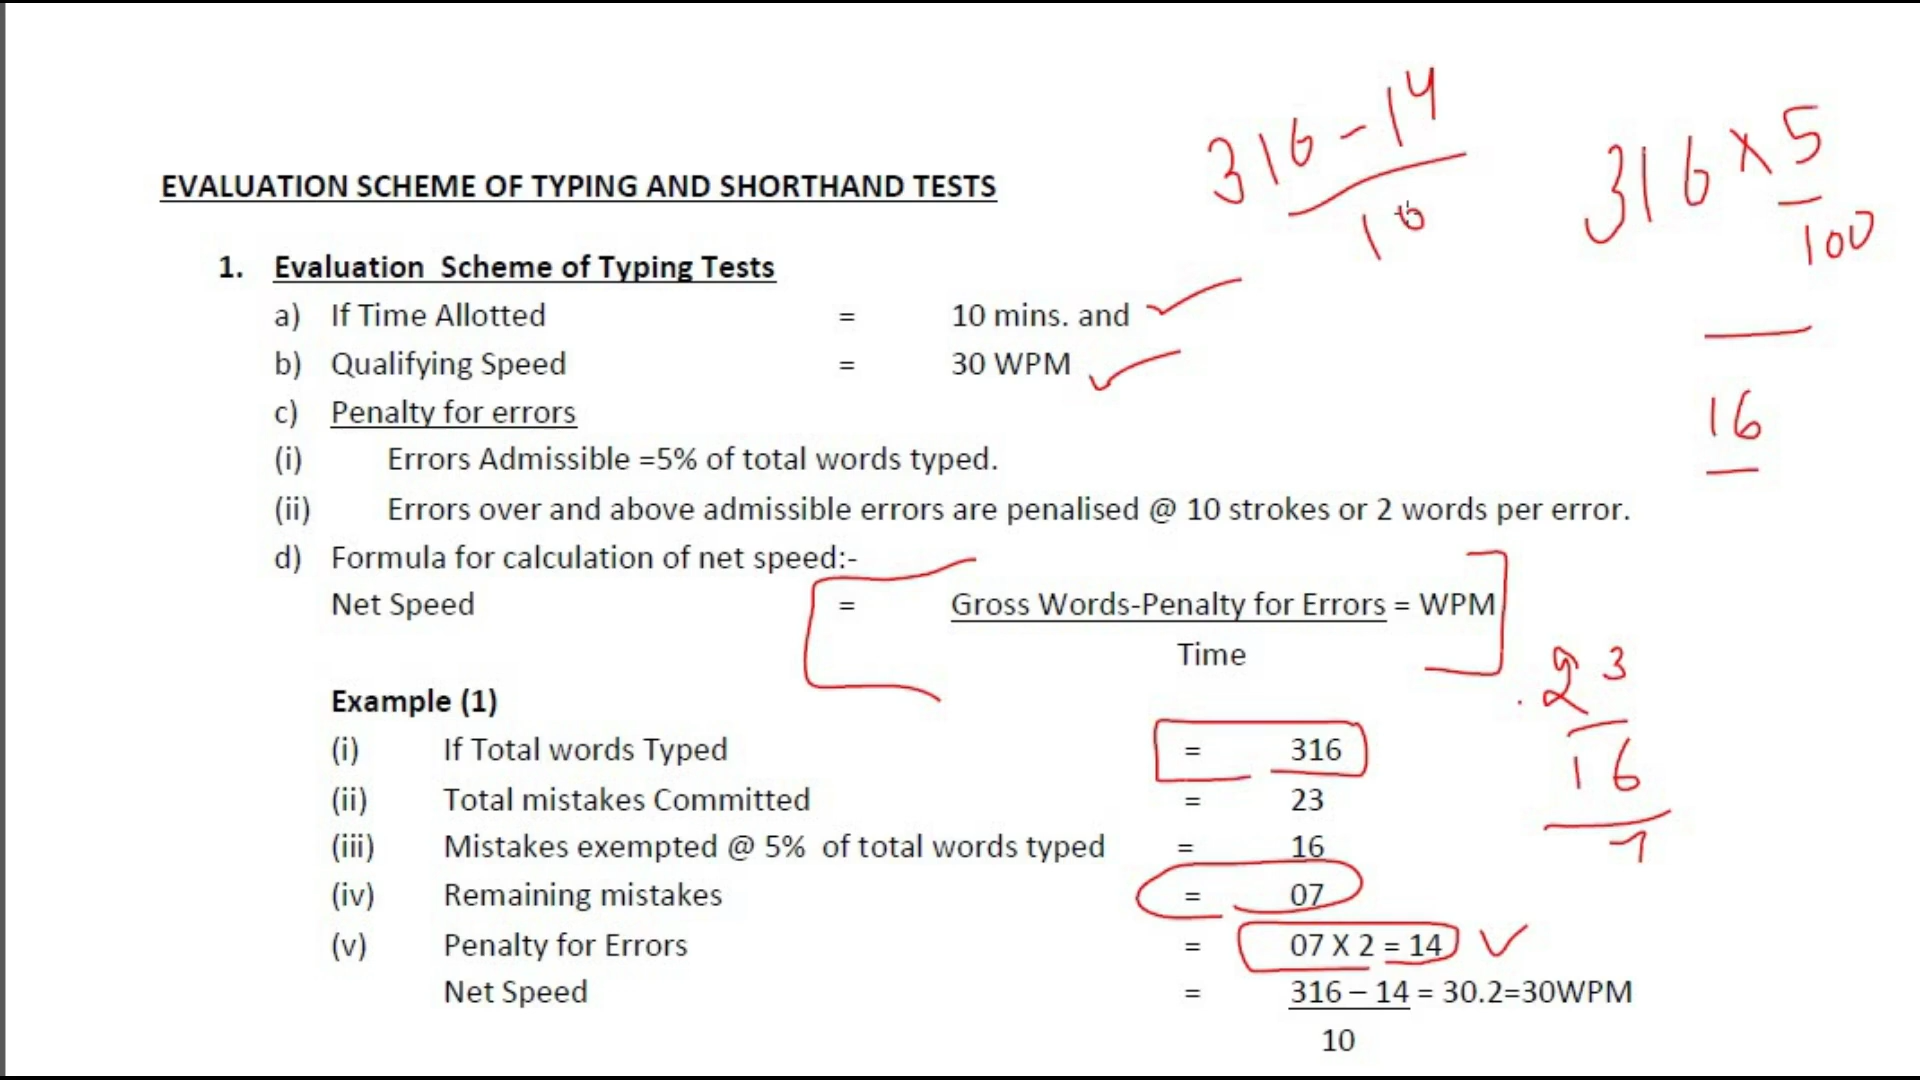 316-14
10
316 x 5
100
16
EVALUATION SCHEME OF TYPING AND SHORTHAND TESTS
1. Evaluation Scheme of Typing Tests
a) If Time Allotted = 10 mins. and
b) Qualifying Speed = 30 WPM
c) Penalty for errors
(i) Errors Admissible =5% of total words typed.
(ii) Errors over and above admissible errors are penalised @ 10 strokes or 2 words per error.
d) Formula for calculation of net speed:-
Net Speed = Gross Words-Penalty for Errors = WPM
Time
Example (1)
(i) If Total words Typed = 316
(ii) Total mistakes Committed = 23
(iii) Mistakes exempted @ 5% of total words typed = 16
(iv) Remaining mistakes = 07
(v) Penalty for Errors = 07 X 2 = 14
Net Speed = 316 – 14 = 30.2=30WPM
10
23
16
7